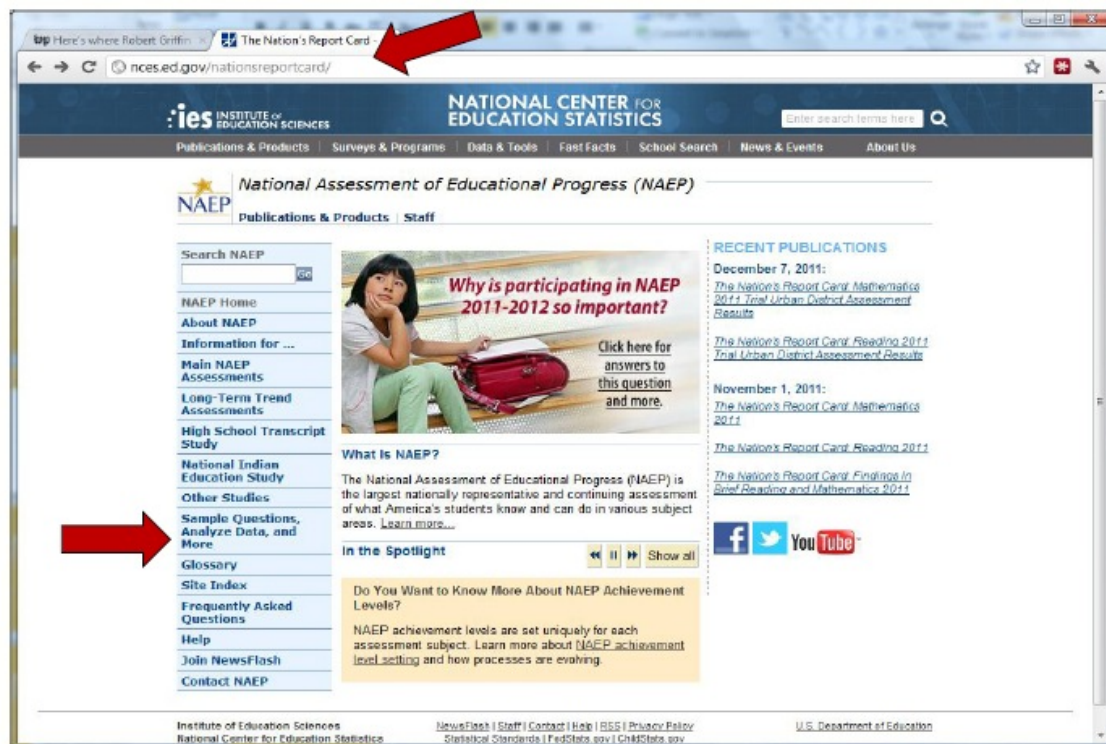 Here's where Robert Griffin
The Nation's Report Card -
nces.ed.gov/nationsreportcard/
ies INSTITUTE OF
EDUCATION SCIENCES
NATIONAL CENTER FOR
EDUCATION STATISTICS
Enter search terms here
Publications & Products | Surveys & Programs | Data & Tools | Fast Facts | School Search | News & Events About Us
NAEP
National Assessment of Educational Progress (NAEP)
Publications & Products | Staff
Search NAEP
Go
NAEP Home
About NAEP
Information for ...
Main NAEP
Assessments
Long-Term Trend
Assessments
High School Transcript
Study
National Indian
Education Study
Other Studies
Sample Questions,
Analyze Data, and
More
Glossary
Site Index
Frequently Asked
Questions
Help
Join NewsFlash
Contact NAEP
Why is participating in NAEP
2011-2012 so important?
Click here for
answers to
this question
and more.
What Is NAEP?
The National Assessment of Educational Progress (NAEP) is
the largest nationally representative and continuing assessment
of what America's students know and can do in various subject
areas. Learn more...
In the Spotlight
Show all
Do You Want to Know More About NAEP Achievement
Levels?
NAEP achievement levels are set uniquely for each
assessment subject. Learn more about NAEP achievement
level setting and how processes are evolving.
RECENT PUBLICATIONS
December 7, 2011:
The Nation's Report Card: Mathematics
2011 Trial Urban District Assessment
Results
The Nation's Report Card: Reading 2011
Trial Urban District Assessment Results
November 1, 2011:
The Nation's Report Card: Mathematics
2011
The Nation's Report Card: Reading 2011
The Nation's Report Card: Findings in
Brief Reading and Mathematics 2011
f
You Tube
Institute of Education Sciences
National Center for Education Statistics
NewsFlash | Staff | Contact | Help | RSS | Privacy Policy
Statistical Standards | FedStats.gov | ChildStats.gov
U.S. Department of Education